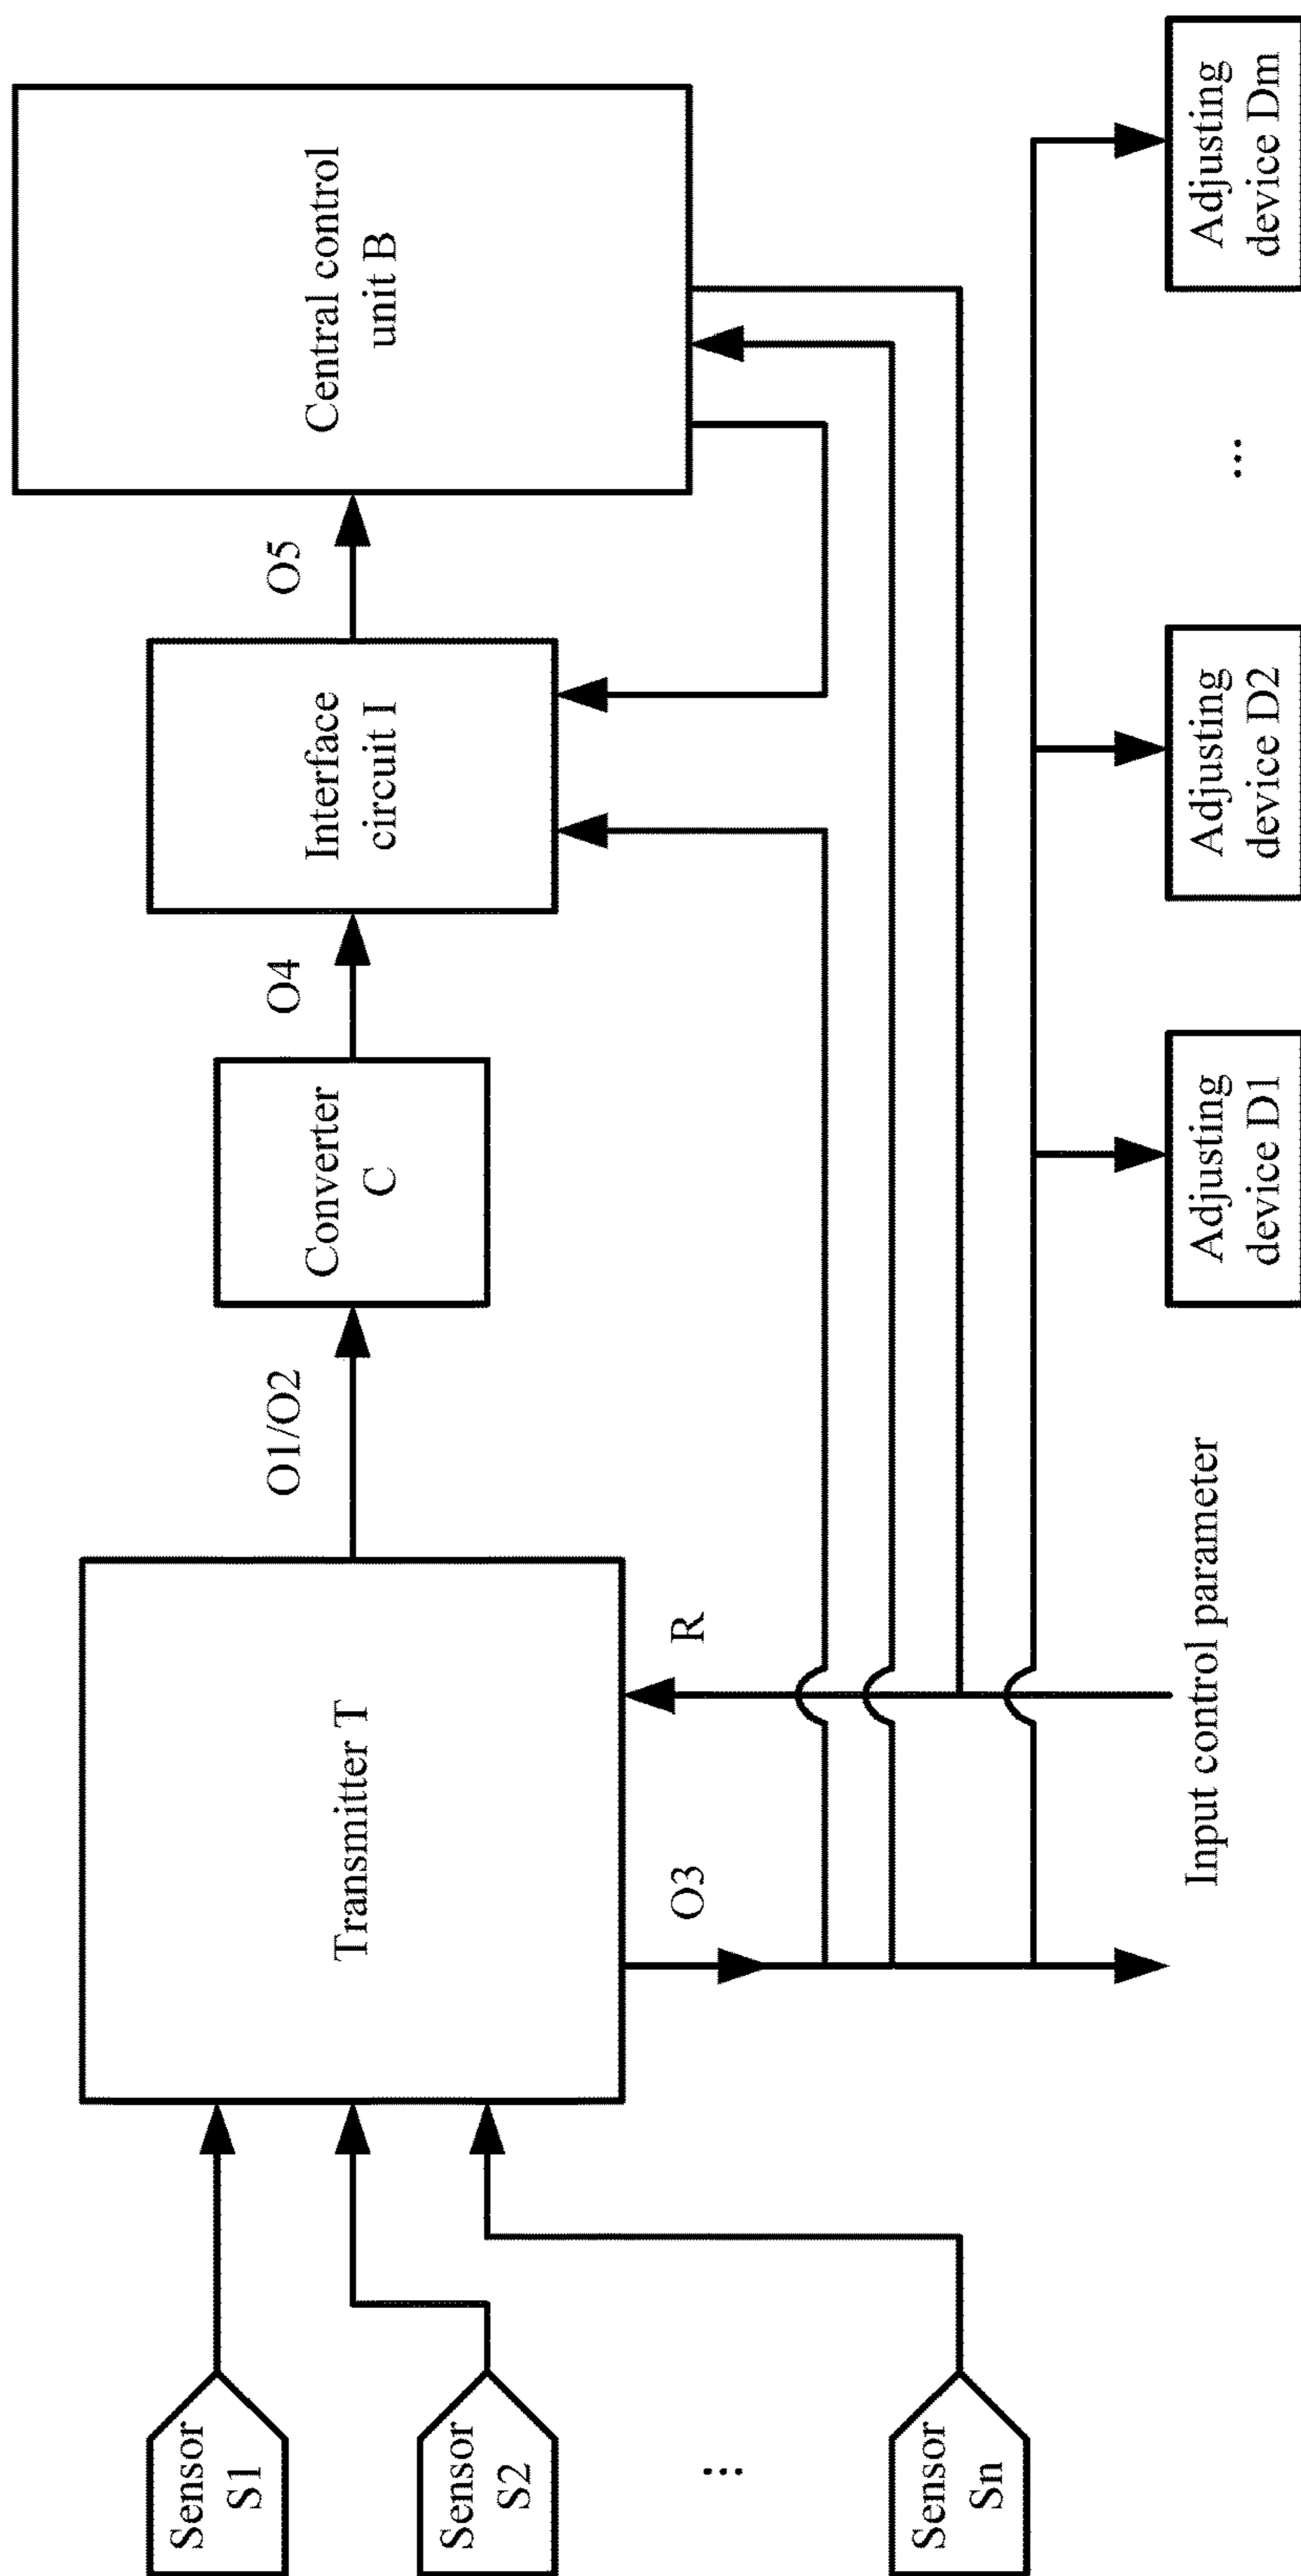 Sensor
S1
Sensor
S2
...
Sensor
Sn
Transmitter T
O1/O2
O3
R
Converter
C
O4
Interface
circuit I
O5
Central control
unit B
Input control parameter
Adjusting
device D1
Adjusting
device D2
...
Adjusting
device Dm